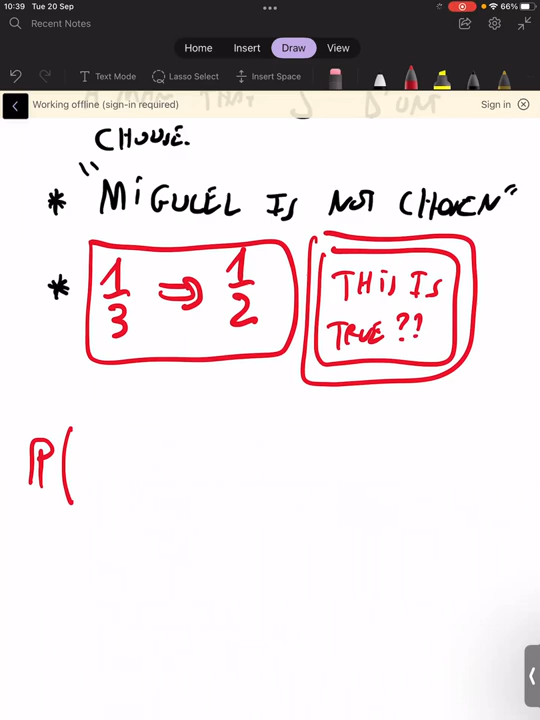 10:39 Tue 20 Sep
66%
Recent Notes
Home Insert Draw View
Text Mode Lasso Select Insert Space
Working offline (sign-in required) Sign in
CHOOSE.
* "MIGUEL IS NOT CHOSEN"
* 1/3 ⇒ 1/2 THIS IS
TRUE??
P(